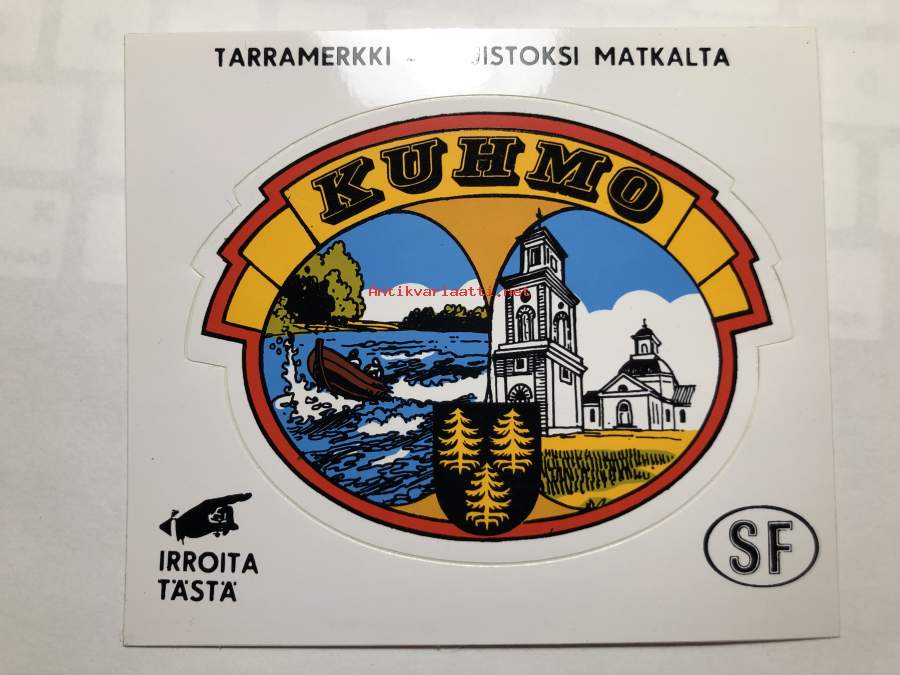 TARRAMERKKI MATKALTA
KUHMO
Antikvariaatti.net
IRROITA
TÄSTÄ
SF